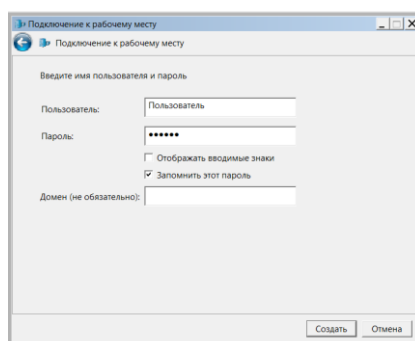 Подключение к рабочему месту
Подключение к рабочему месту
Введите имя пользователя и пароль
Пользователь: Пользователь
Пароль: ••••••
Отображать вводимые знаки
Запомнить этот пароль
Домен (не обязательно):
Создать Отмена